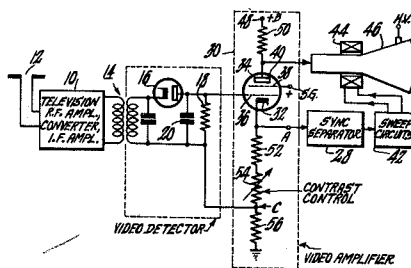 12
10
TELEVISION
R.F. AMPL.,
CONVERTER,
I.F. AMPL.
14
16
18
20
VIDEO DETECTOR
30
48
+B
50
34
40
38
+
56
36
32
A
52
54
CONTRAST
CONTROL
C
56
VIDEO AMPLIFIER
SYNC
SEPARATOR
28
SWEEP
CIRCUITS
42
44
46
H.V.